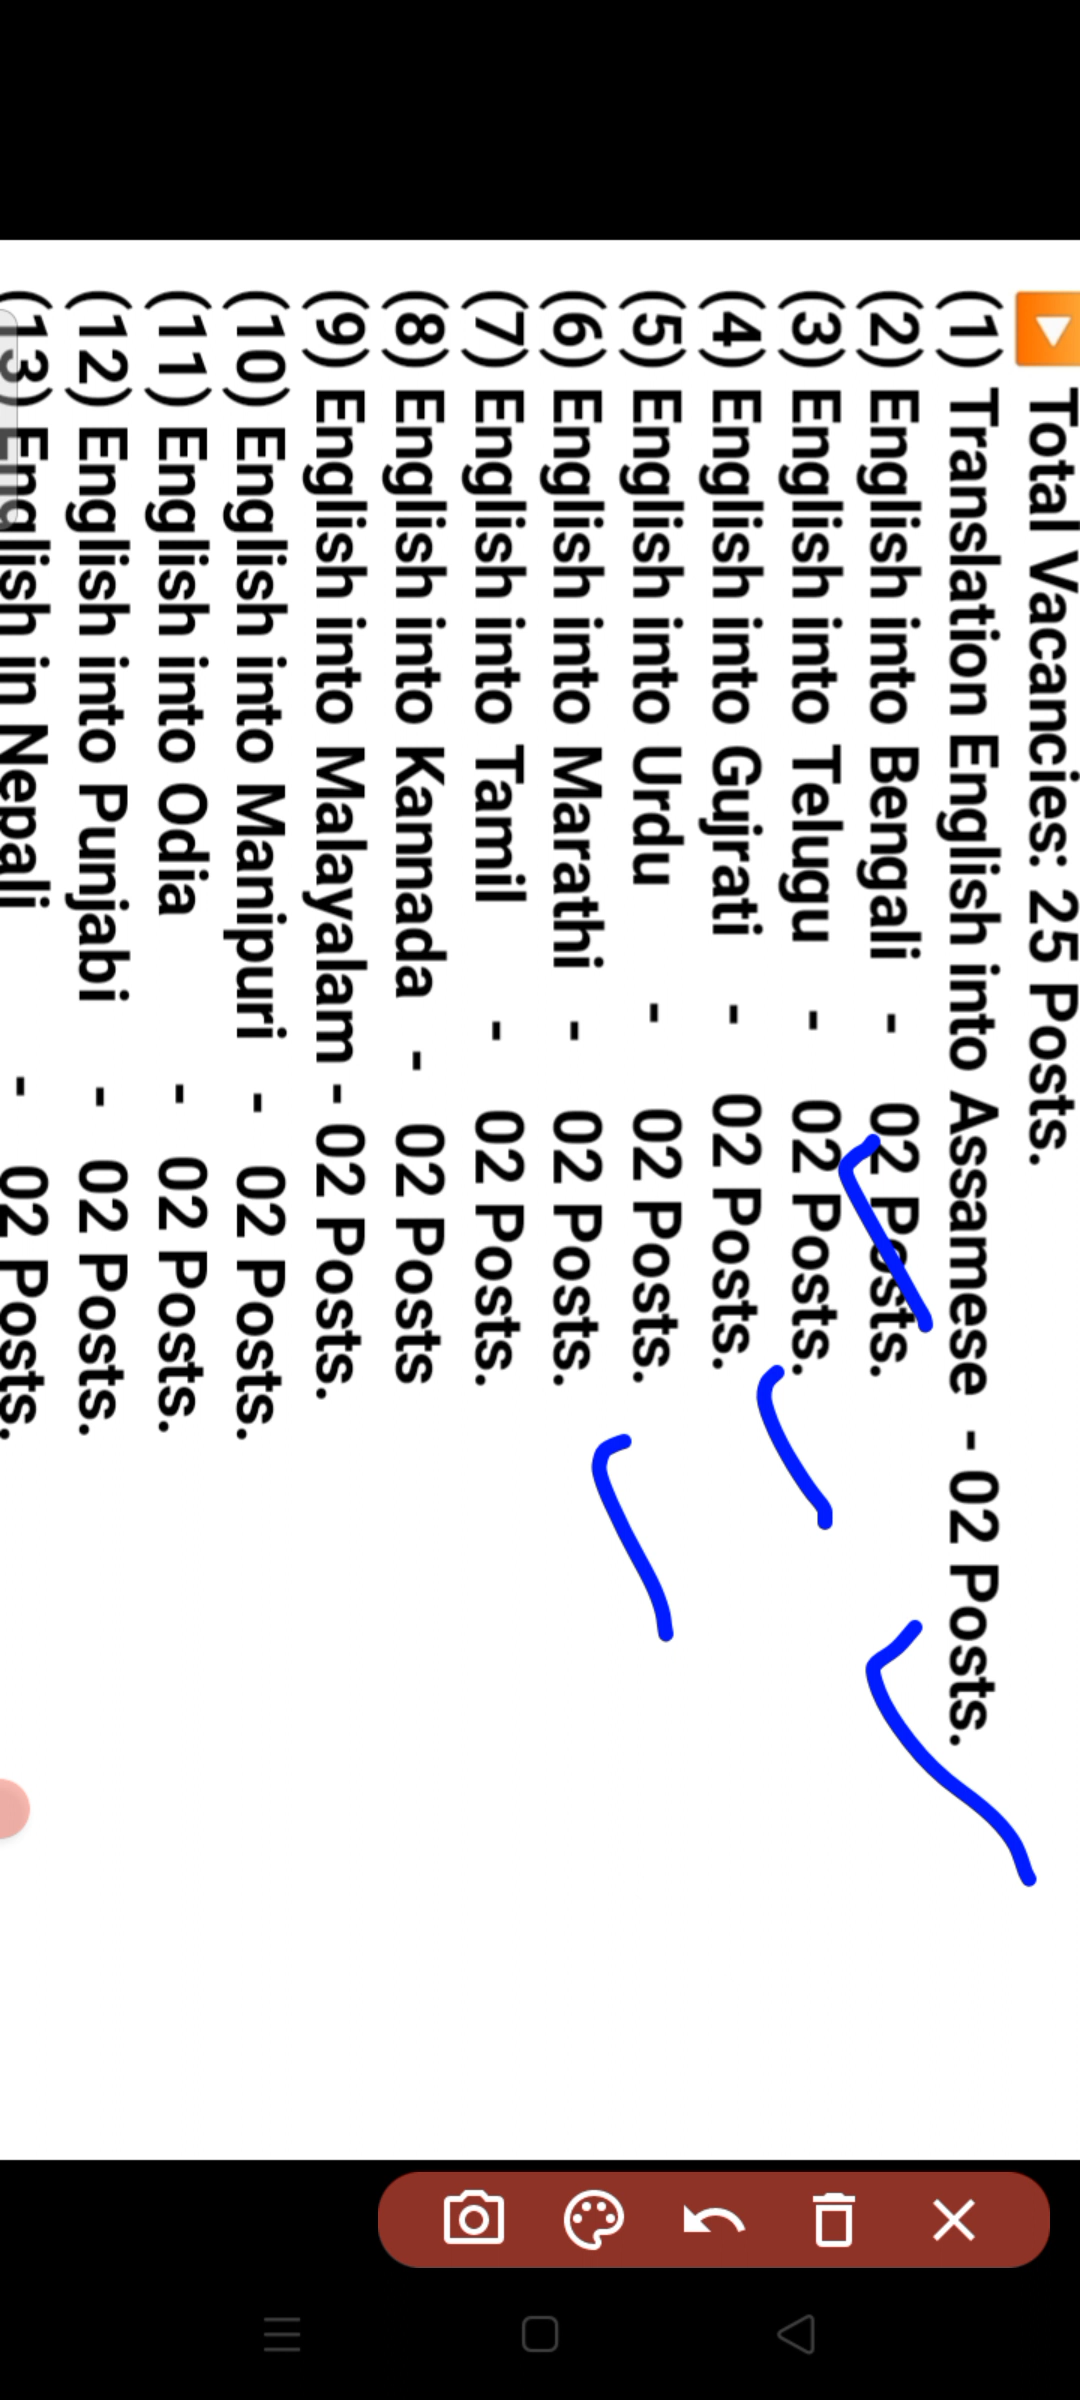 Total Vacancies: 25 Posts.
(1) Translation English into Assamese - 02 Posts.
(2) English into Bengali - 02 Posts.
(3) English into Telugu - 02 Posts.
(4) English into Gujrati - 02 Posts.
(5) English into Urdu - 02 Posts.
(6) English into Marathi - 02 Posts.
(7) English into Tamil - 02 Posts.
(8) English into Kannada - 02 Posts
(9) English into Malayalam - 02 Posts.
(10) English into Manipuri - 02 Posts.
(11) English into Odia - 02 Posts.
(12) English into Punjabi - 02 Posts.
(13) English in Nepali - 02 Posts.